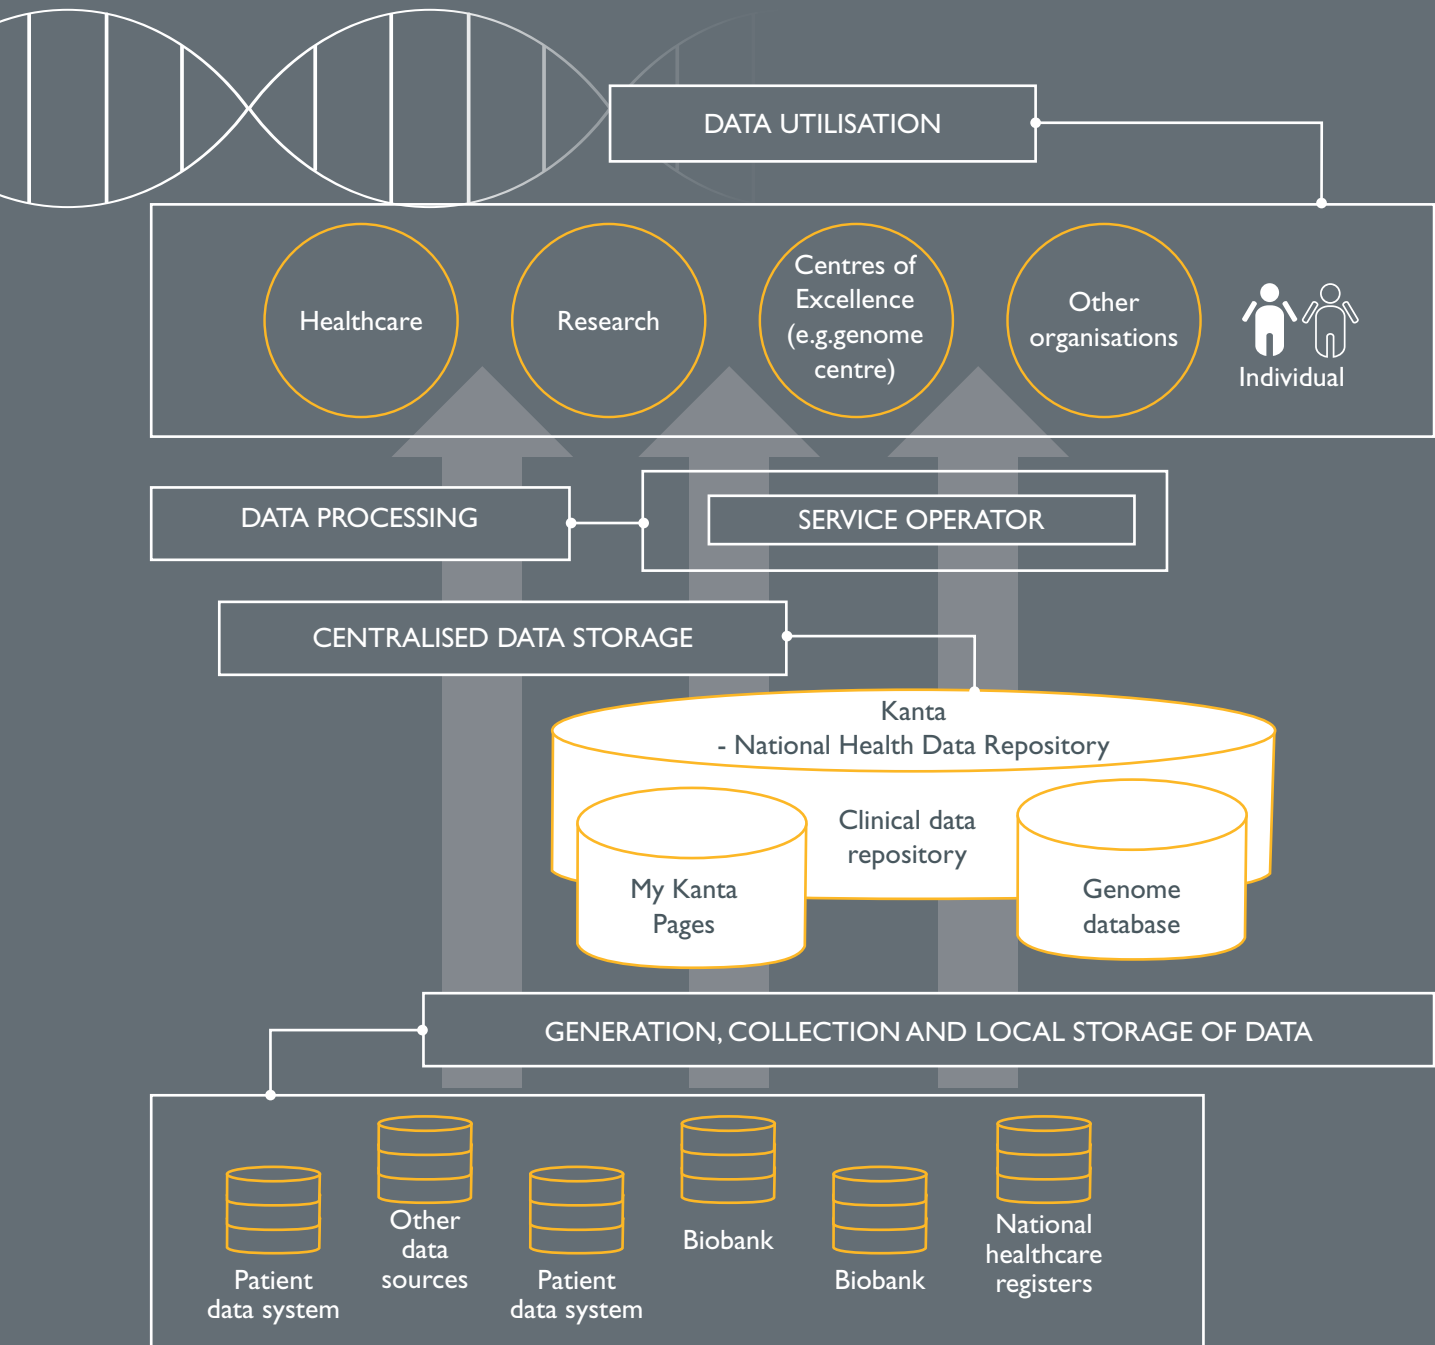 DATA UTILISATION
Healthcare
Research
Centres of
Excellence
(e.g.genome
centre)
Other
organisations
Individual
DATA PROCESSING
SERVICE OPERATOR
CENTRALISED DATA STORAGE
Kanta
- National Health Data Repository
Clinical data
repository
My Kanta
Pages
Genome
database
GENERATION, COLLECTION AND LOCAL STORAGE OF DATA
Patient
data system
Other
data
sources
Patient
data system
Biobank
Biobank
National
healthcare
registers